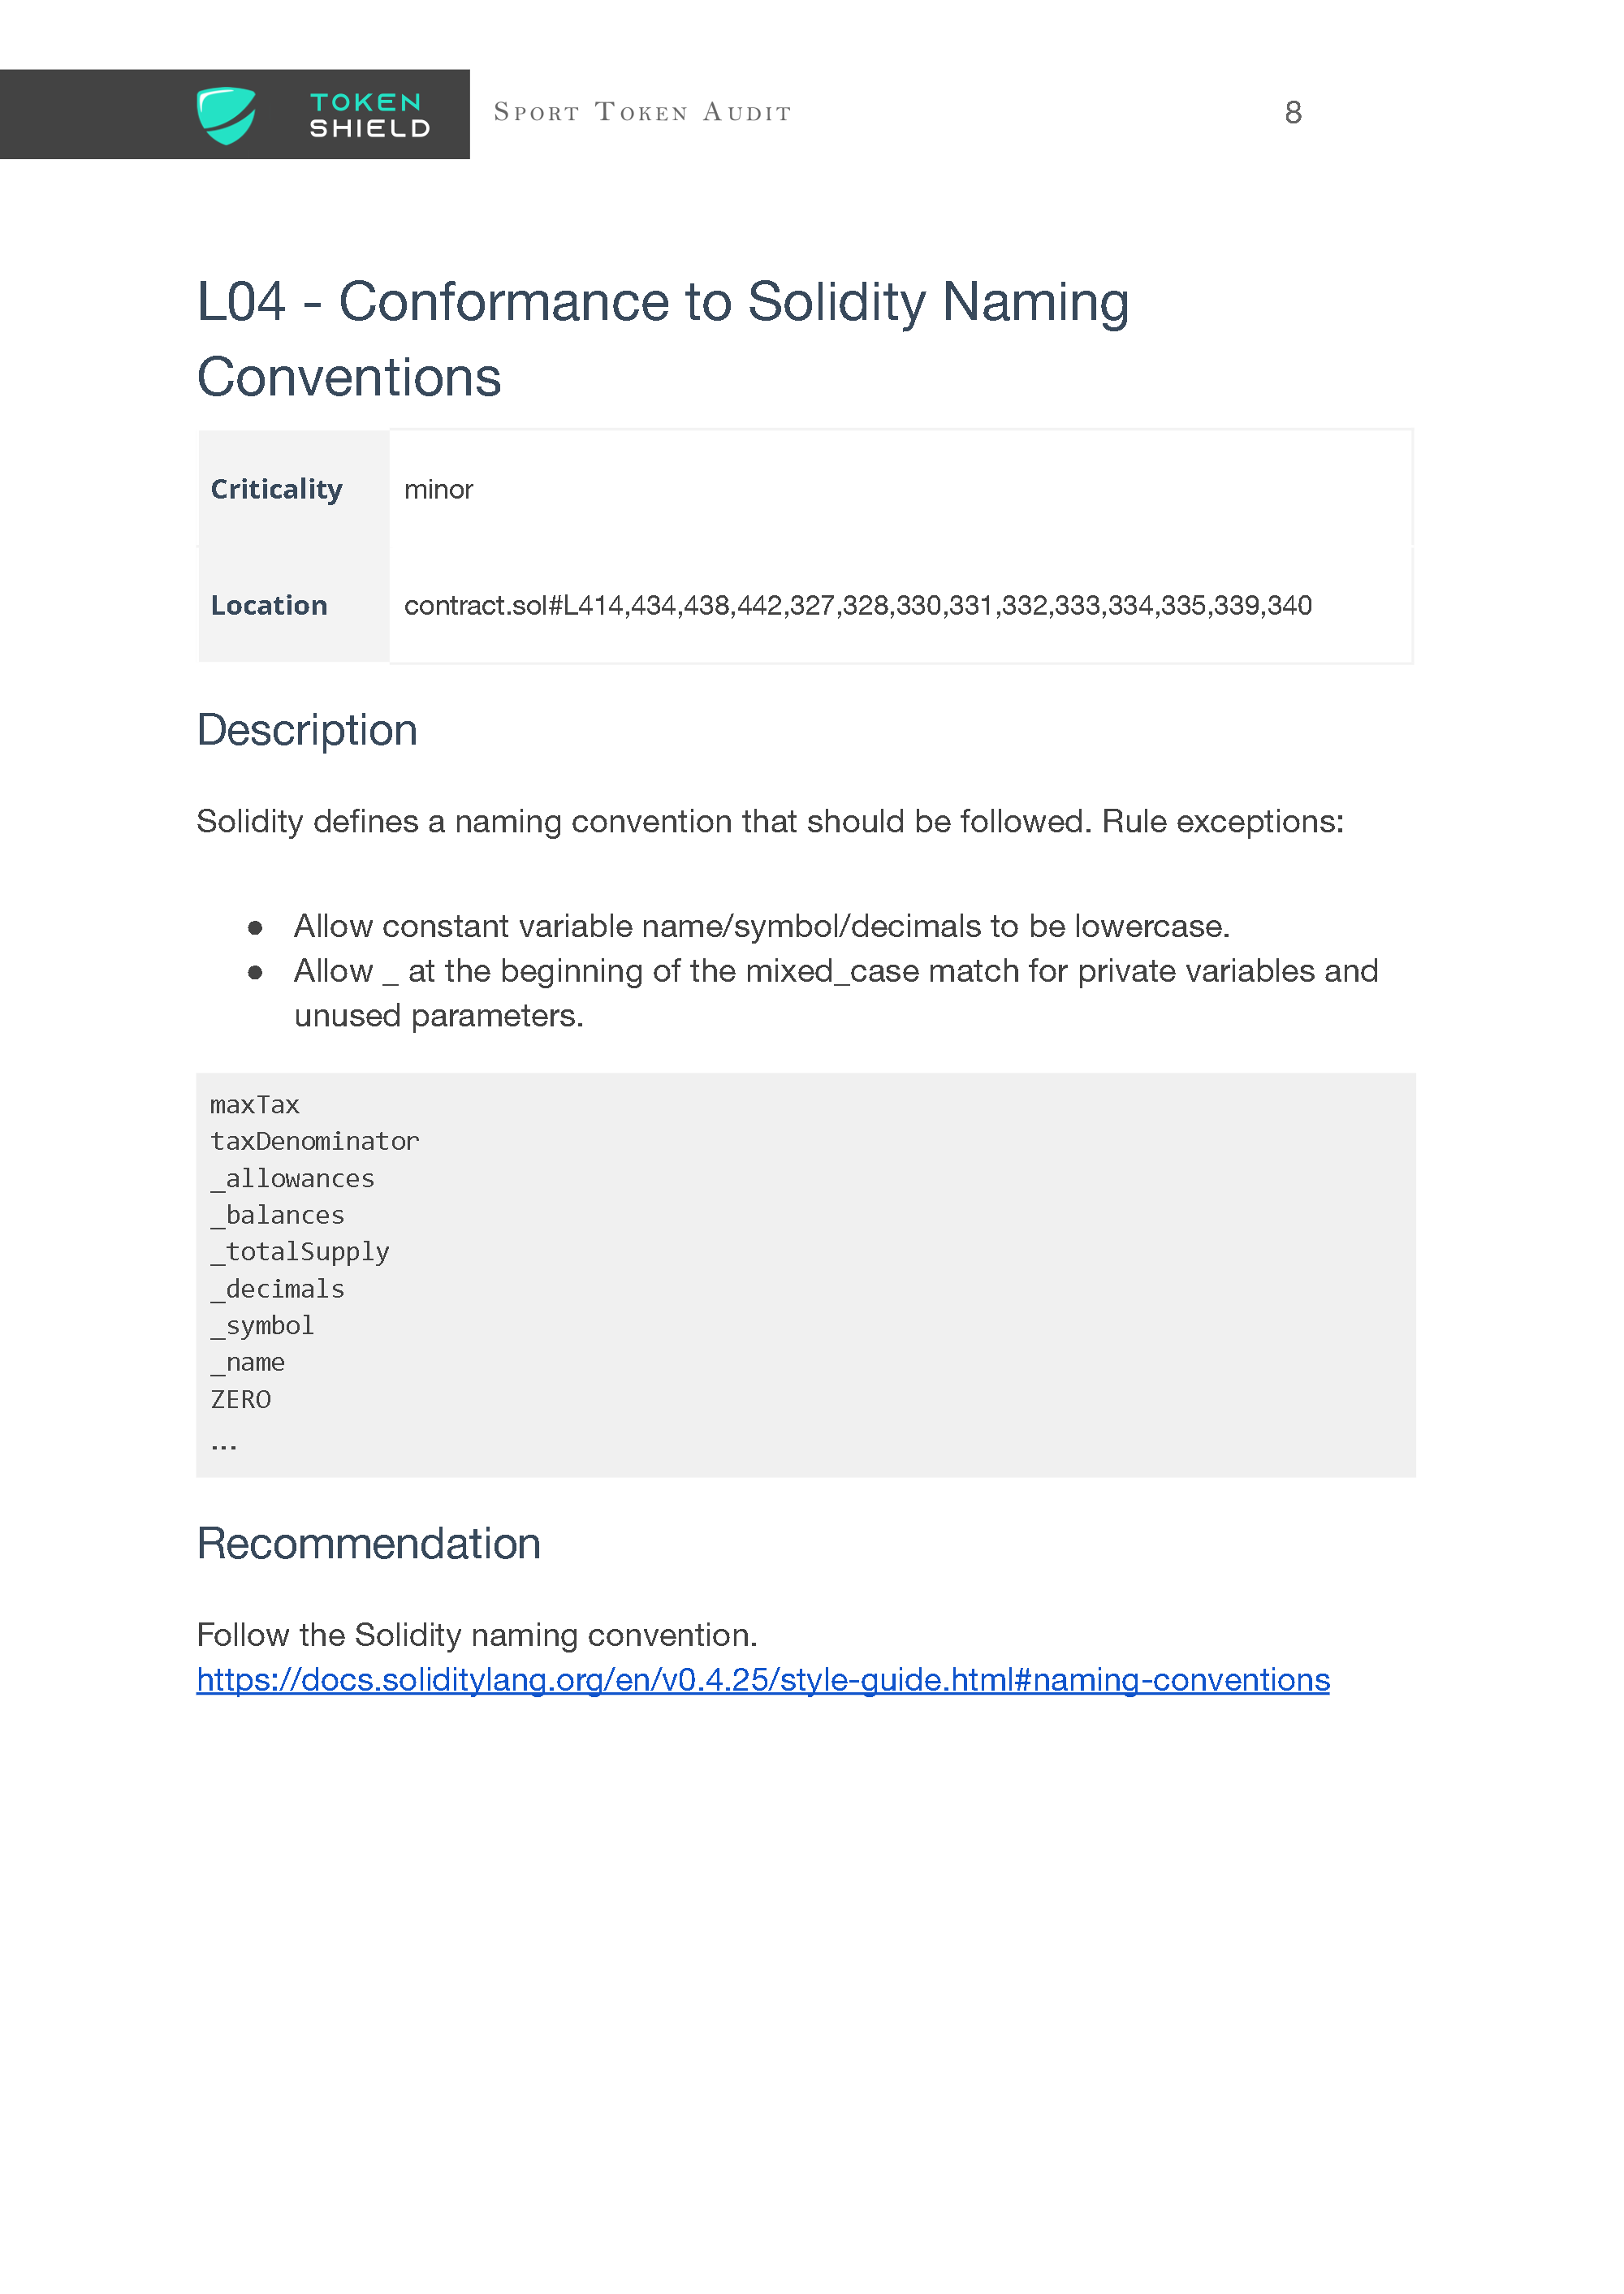 TOKEN
SHIELD
Sport Token Audit
8
L04 - Conformance to Solidity Naming
Conventions
Criticality
minor
Location
contract.sol#L414,434,438,442,327,328,330,331,332,333,334,335,339,340
Description
Solidity defines a naming convention that should be followed. Rule exceptions:
● Allow constant variable name/symbol/decimals to be lowercase.
● Allow _ at the beginning of the mixed_case match for private variables and
unused parameters.
maxTax
taxDenominator
_allowances
_balances
_totalSupply
_decimals
_symbol
_name
ZERO
...
Recommendation
Follow the Solidity naming convention.
https://docs.soliditylang.org/en/v0.4.25/style-guide.html#naming-conventions